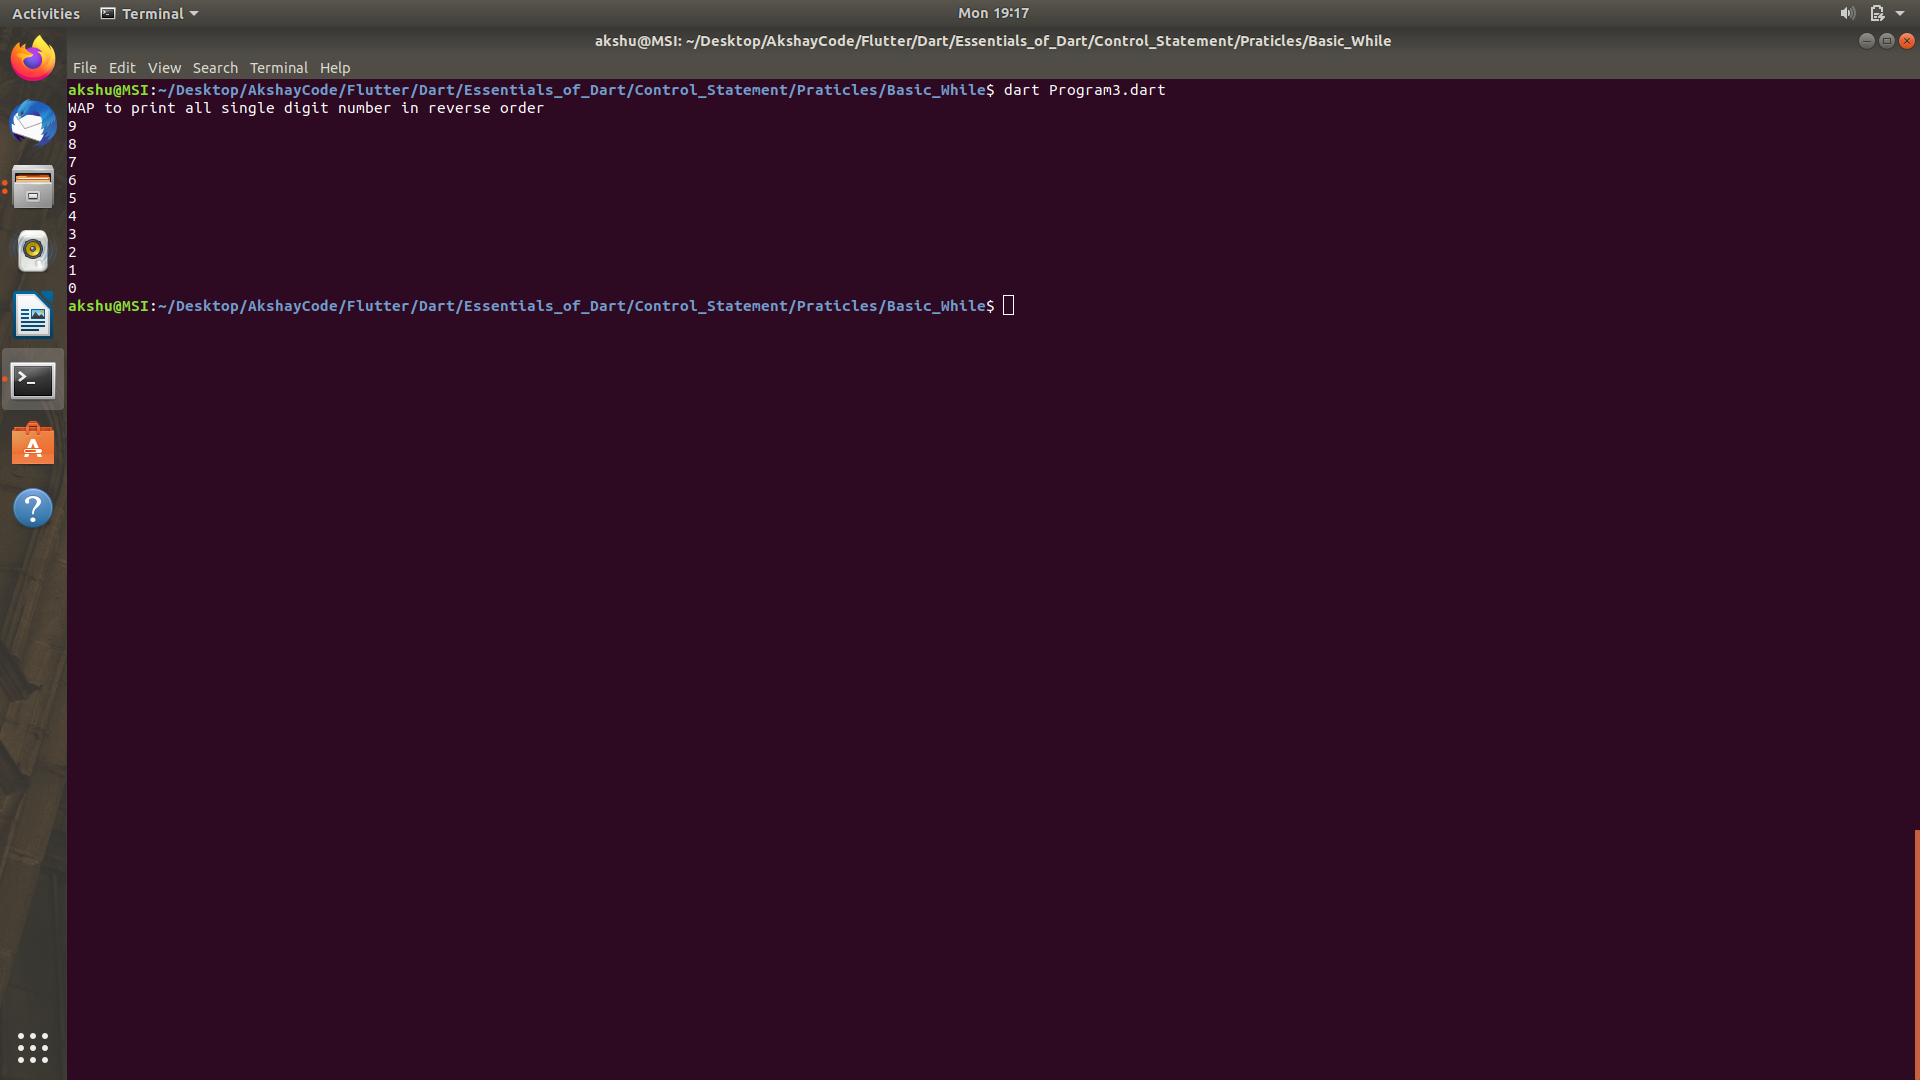 Activities Terminal Mon 19:17
akshu@MSI: ~/Desktop/AkshayCode/Flutter/Dart/Essentials_of_Dart/Control_Statement/Praticles/Basic_While
File Edit View Search Terminal Help
akshu@MSI:~/Desktop/AkshayCode/Flutter/Dart/Essentials_of_Dart/Control_Statement/Praticles/Basic_While$ dart Program3.dart
WAP to print all single digit number in reverse order
9
8
7
6
5
4
3
2
1
0
akshu@MSI:~/Desktop/AkshayCode/Flutter/Dart/Essentials_of_Dart/Control_Statement/Praticles/Basic_While$